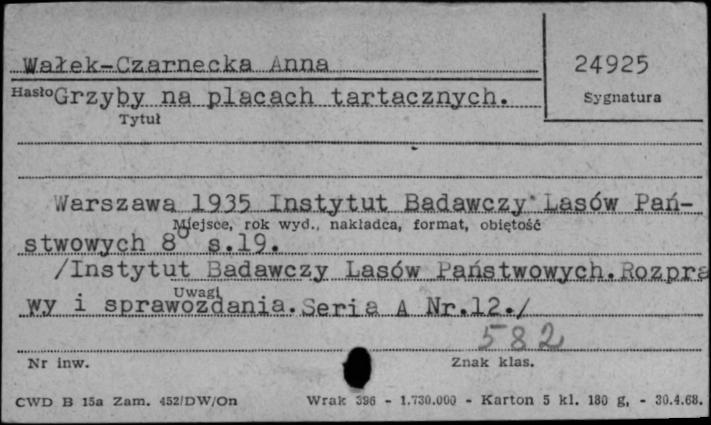 Wałek-Czarnecka Anna
24925
Hasło Grzyby na placach tartacznych.
Sygnatura
Tytuł
Warszawa 1935 Instytut Badawczy Lasów Pań-
Miejsce, rok wyd., nakładca, format, objętość
stwowych 8° s.19.
/Instytut Badawczy Lasów Państwowych.Rozpra
Uwagi
wy i sprawozdania.Seria A Nr.12./
582
Nr inw.
Znak klas.
CWD B 15a Zam. 452/DW/On
Wrak 396 - 1.730.000 - Karton 5 kl. 180 g, - 30.4.68.